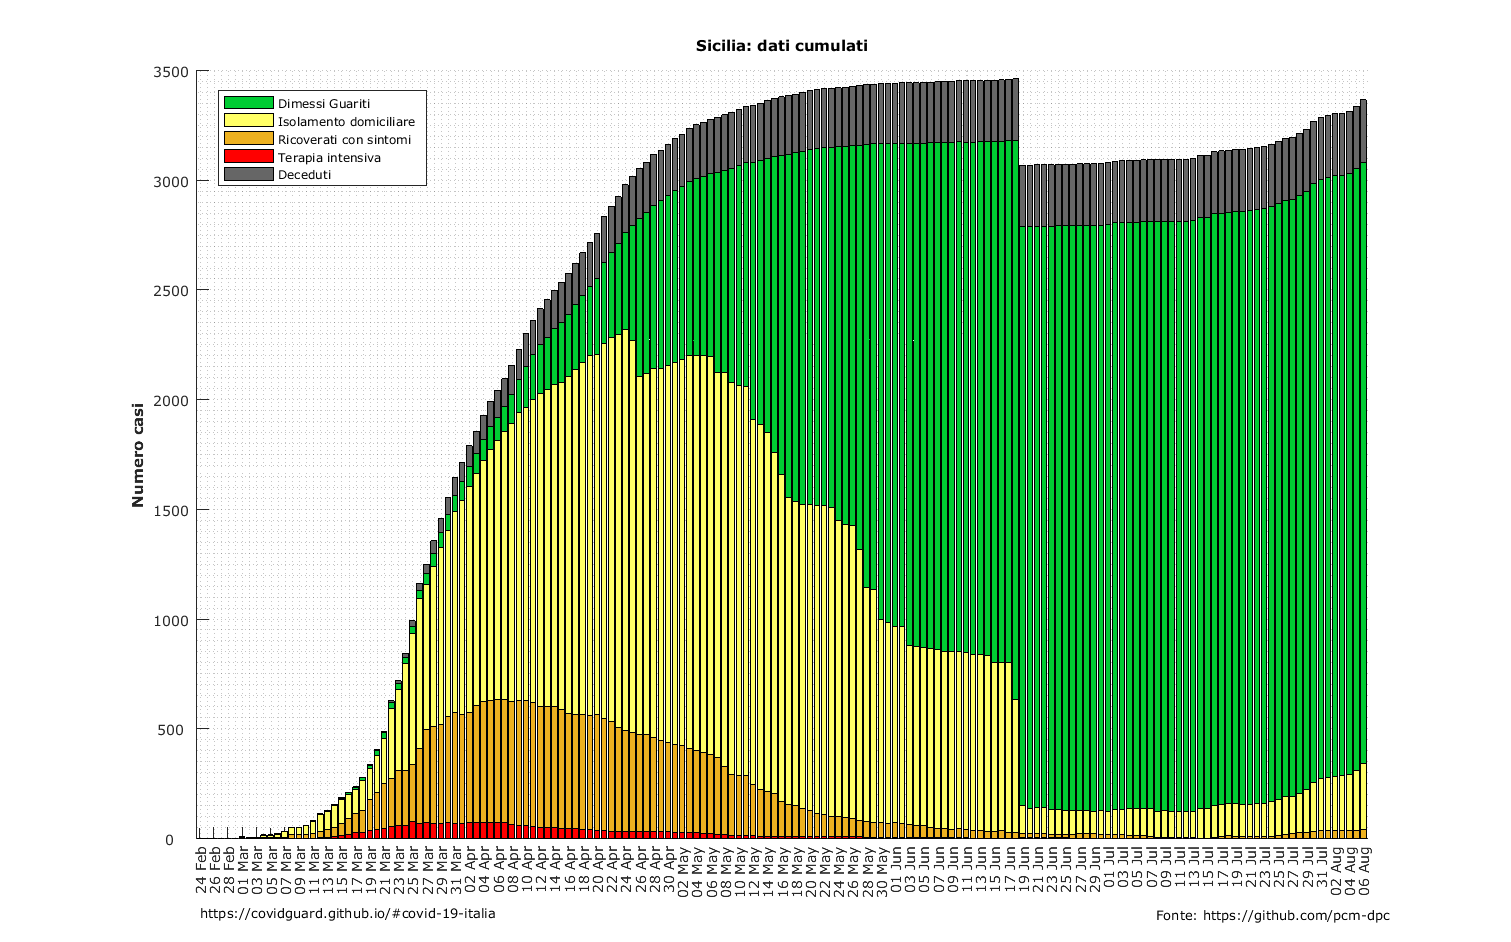 Sicilia: dati cumulati
3500
3000
2500
2000
1500
1000
500
0
Numero casi
Dimessi Guariti
Isolamento domiciliare
Ricoverati con sintomi
Terapia intensiva
Deceduti
24 Feb
26 Feb
28 Feb
01 Mar
03 Mar
05 Mar
07 Mar
09 Mar
11 Mar
13 Mar
15 Mar
17 Mar
19 Mar
21 Mar
23 Mar
25 Mar
27 Mar
29 Mar
31 Mar
02 Apr
04 Apr
06 Apr
08 Apr
10 Apr
12 Apr
14 Apr
16 Apr
18 Apr
20 Apr
22 Apr
24 Apr
26 Apr
28 Apr
30 Apr
02 May
04 May
06 May
08 May
10 May
12 May
14 May
16 May
18 May
20 May
22 May
24 May
26 May
28 May
30 May
01 Jun
03 Jun
05 Jun
07 Jun
09 Jun
11 Jun
13 Jun
15 Jun
17 Jun
19 Jun
21 Jun
23 Jun
25 Jun
27 Jun
29 Jun
01 Jul
03 Jul
05 Jul
07 Jul
09 Jul
11 Jul
13 Jul
15 Jul
17 Jul
19 Jul
21 Jul
23 Jul
25 Jul
27 Jul
29 Jul
31 Jul
02 Aug
04 Aug
06 Aug
https://covidguard.github.io/#covid-19-italia
Fonte: https://github.com/pcm-dpc